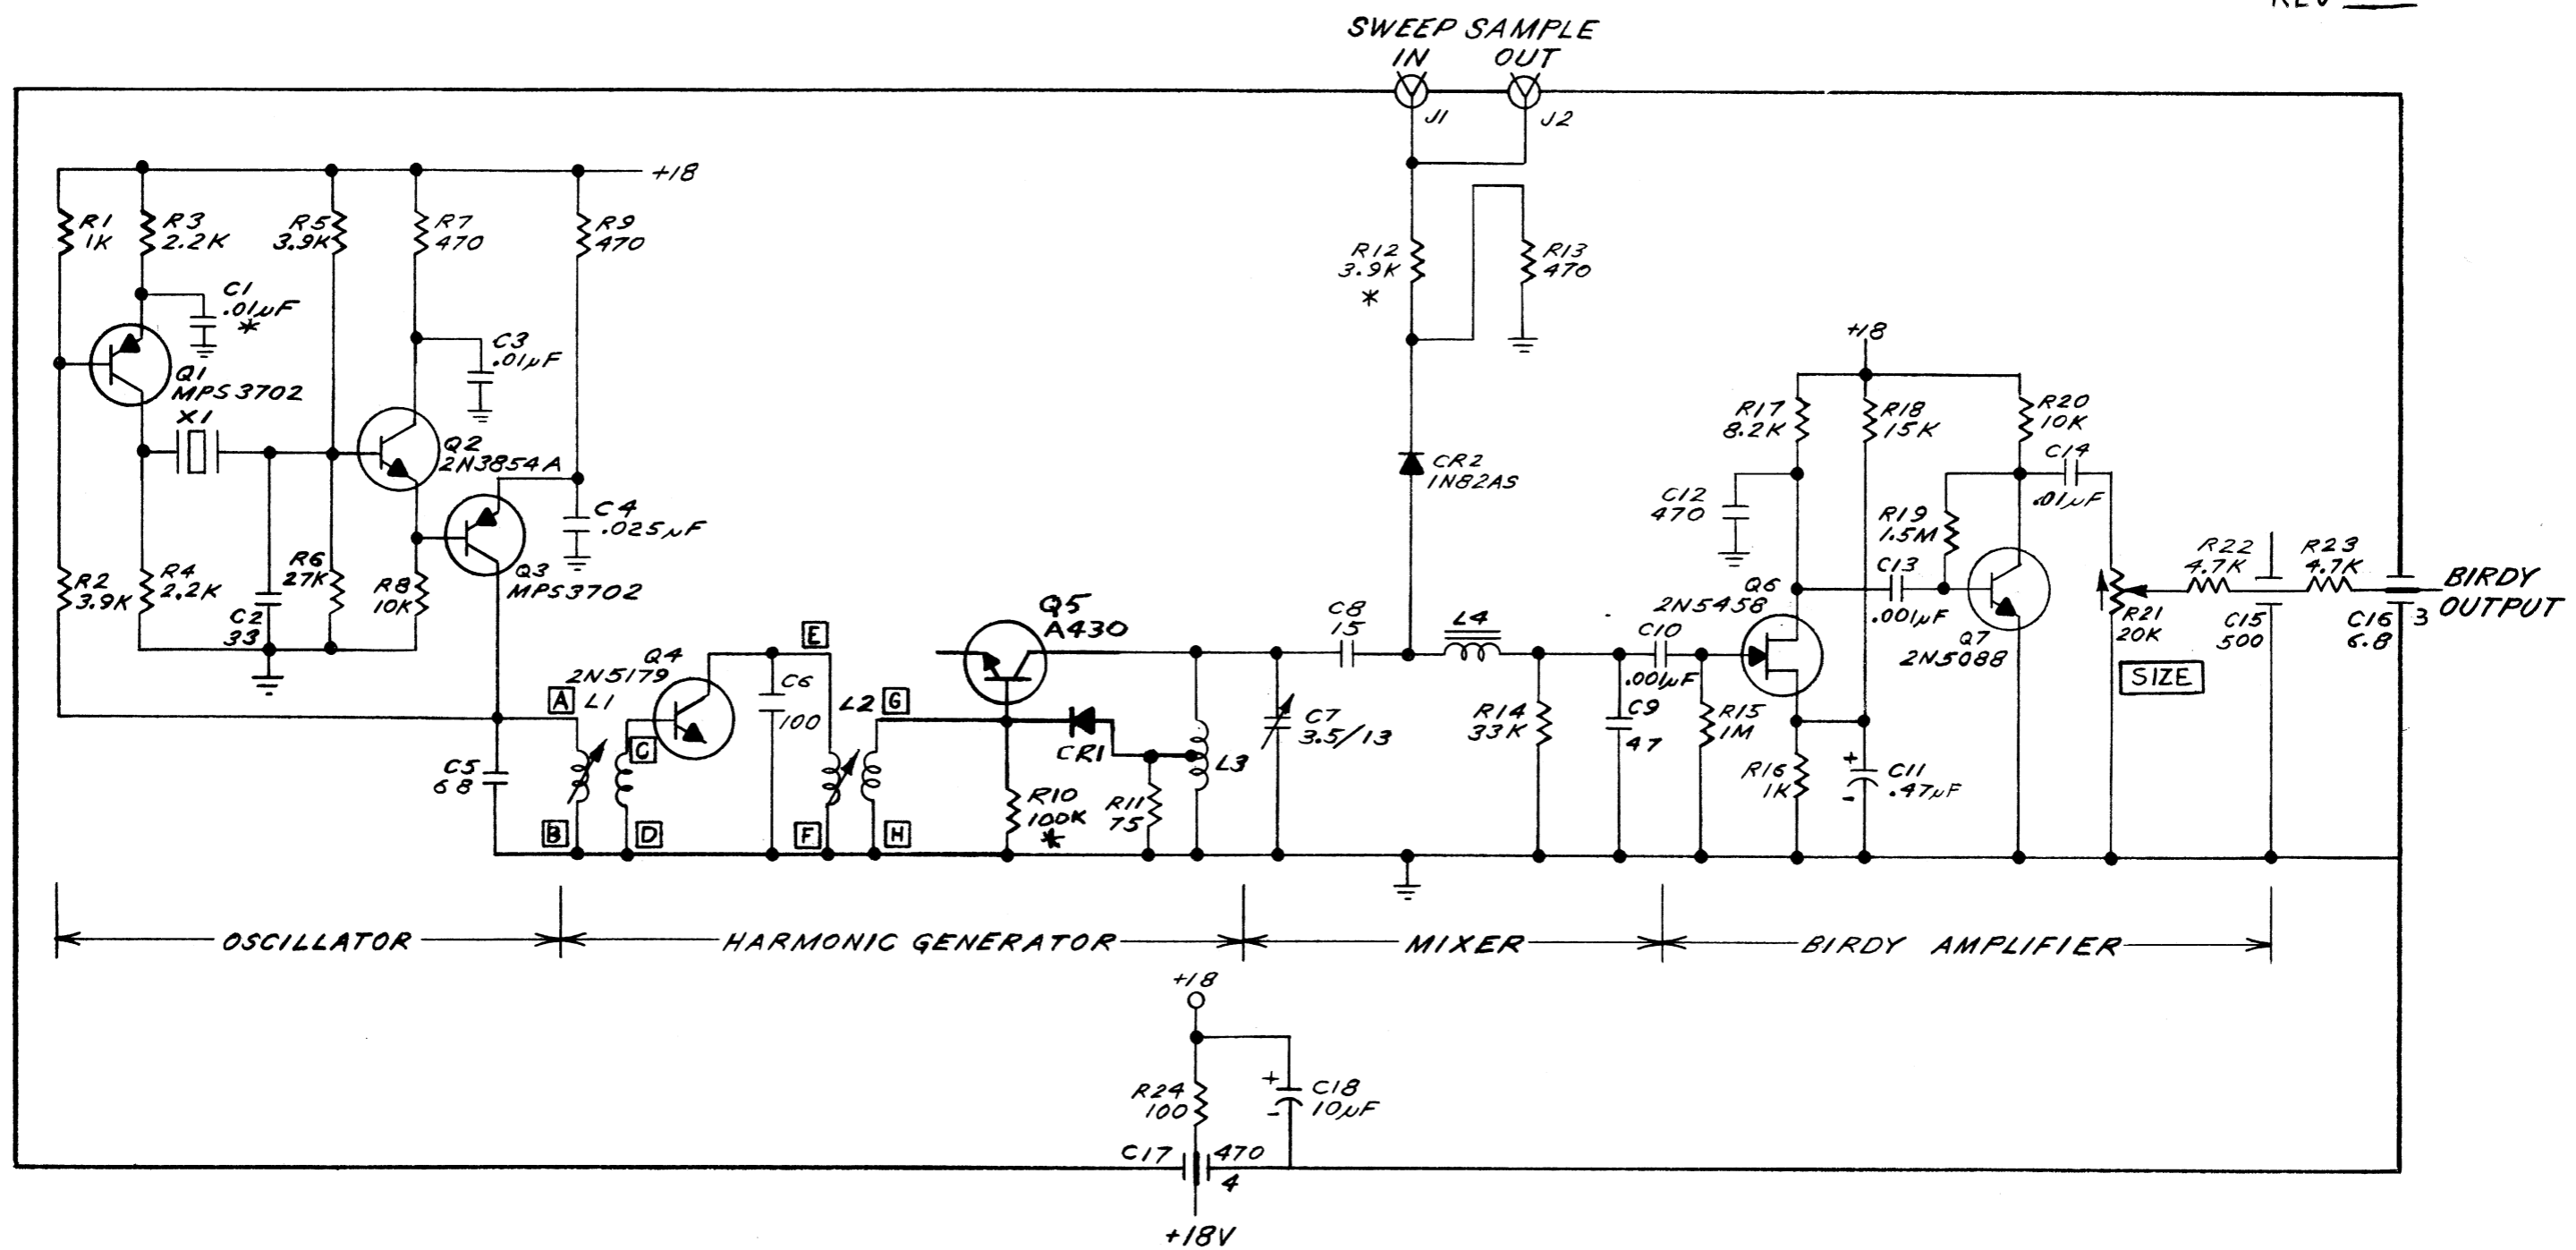 REV
SWEEP SAMPLE
IN OUT
J1
J2
+18
R1
1K
R3
2.2K
R5
3.9K
R7
470
R9
470
R12
3.9K
*
R13
470
C1
.01µF
*
Q1
MPS3702
X1
C3
.01µF
Q2
2N3854A
C4
.025µF
Q3
MPS3702
R2
3.9K
R4
2.2K
C2
33
R6
27K
R8
10K
CR2
1N82AS
+18
R17
8.2K
R18
15K
R20
10K
C14
.01µF
C12
470
R19
1.5M
C13
.001µF
Q6
2N5458
Q7
2N5088
R21
20K
SIZE
R22
4.7K
C15
500
R23
4.7K
C16
6.8
3
BIRDY
OUTPUT
A
L1
B
C
D
C5
68
Q4
2N5179
C6
100
E
F
L2
G
H
Q5
A430
CR1
R10
100K
*
R11
75
L3
C7
3.5/13
C8
15
L4
R14
33K
C10
.001µF
C9
47
R15
1M
R16
1K
+
-
C11
.47µF
OSCILLATOR
HARMONIC GENERATOR
MIXER
BIRDY AMPLIFIER
+18
R24
100
+
-
C18
10µF
C17
470
4
+18V